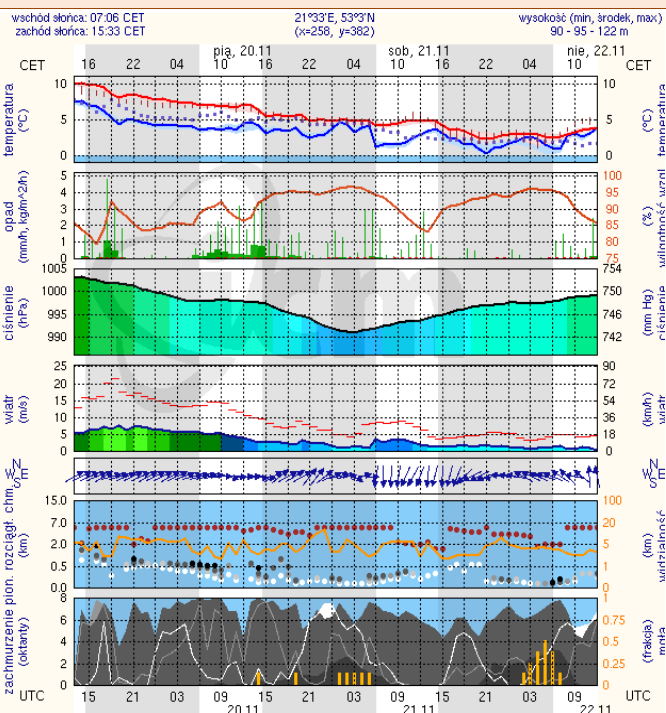 wschód słońca: 07:06 CET
zachód słońca: 15:33 CET
21°33'E, 53°3'N
(x=258, y=382)
wysokość (min, środek, max)
90 - 95 - 122 m
pią, 20.11 sob, 21.11 nie, 22.11
CET 16 22 04 10 16 22 04 10 16 22 04 10 CET
temperatura
(°C)
10
5
0
10
5
0
(°C)
temperatura
opad
(mm/h, kg/m^2/h)
5
4
3
2
1
0
100
95
90
85
80
75
(%)
wilgotność wzgl.
ciśnienie
(hPa)
1005
1000
995
990
754
750
746
742
(mm Hg)
ciśnienie
wiatr
(m/s)
25
20
15
10
5
0
90
72
54
36
18
0
(km/h)
wiatr
N
W E
S
N
W E
S
pion. rozciągł. chm.
(km)
15.0
7.0
2.0
0.5
0.0
100
20
5
1
0
(km)
widzialność
zachmurzenie
(oktanty)
8
6
4
2
0
1
0.75
0.5
0.25
0
(frakcja)
mgła
UTC 15 21 03 09 15 21 03 09 15 21 03 09 UTC
20.11 21.11 22.11